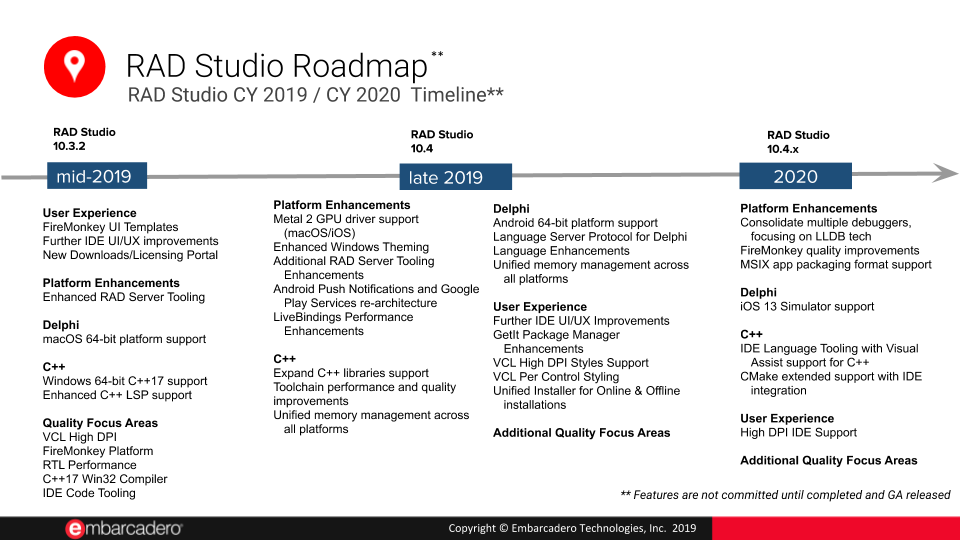 RAD Studio Roadmap**
RAD Studio CY 2019 / CY 2020 Timeline**
RAD Studio
10.3.2
mid-2019
User Experience
FireMonkey UI Templates
Further IDE UI/UX improvements
New Downloads/Licensing Portal
Platform Enhancements
Enhanced RAD Server Tooling
Delphi
macOS 64-bit platform support
C++
Windows 64-bit C++17 support
Enhanced C++ LSP support
Quality Focus Areas
VCL High DPI
FireMonkey Platform
RTL Performance
C++17 Win32 Compiler
IDE Code Tooling
RAD Studio
10.4
late 2019
Platform Enhancements
Metal 2 GPU driver support
(macOS/iOS)
Enhanced Windows Theming
Additional RAD Server Tooling
Enhancements
Android Push Notifications and Google
Play Services re-architecture
LiveBindings Performance
Enhancements
C++
Expand C++ libraries support
Toolchain performance and quality
improvements
Unified memory management across
all platforms
Delphi
Android 64-bit platform support
Language Server Protocol for Delphi
Language Enhancements
Unified memory management across
all platforms
User Experience
Further IDE UI/UX Improvements
GetIt Package Manager
Enhancements
VCL High DPI Styles Support
VCL Per Control Styling
Unified Installer for Online & Offline
installations
Additional Quality Focus Areas
RAD Studio
10.4.x
2020
Platform Enhancements
Consolidate multiple debuggers,
focusing on LLDB tech
FireMonkey quality improvements
MSIX app packaging format support
Delphi
iOS 13 Simulator support
C++
IDE Language Tooling with Visual
Assist support for C++
CMake extended support with IDE
integration
User Experience
High DPI IDE Support
Additional Quality Focus Areas
** Features are not committed until completed and GA released
embarcadero®
Copyright © Embarcadero Technologies, Inc. 2019